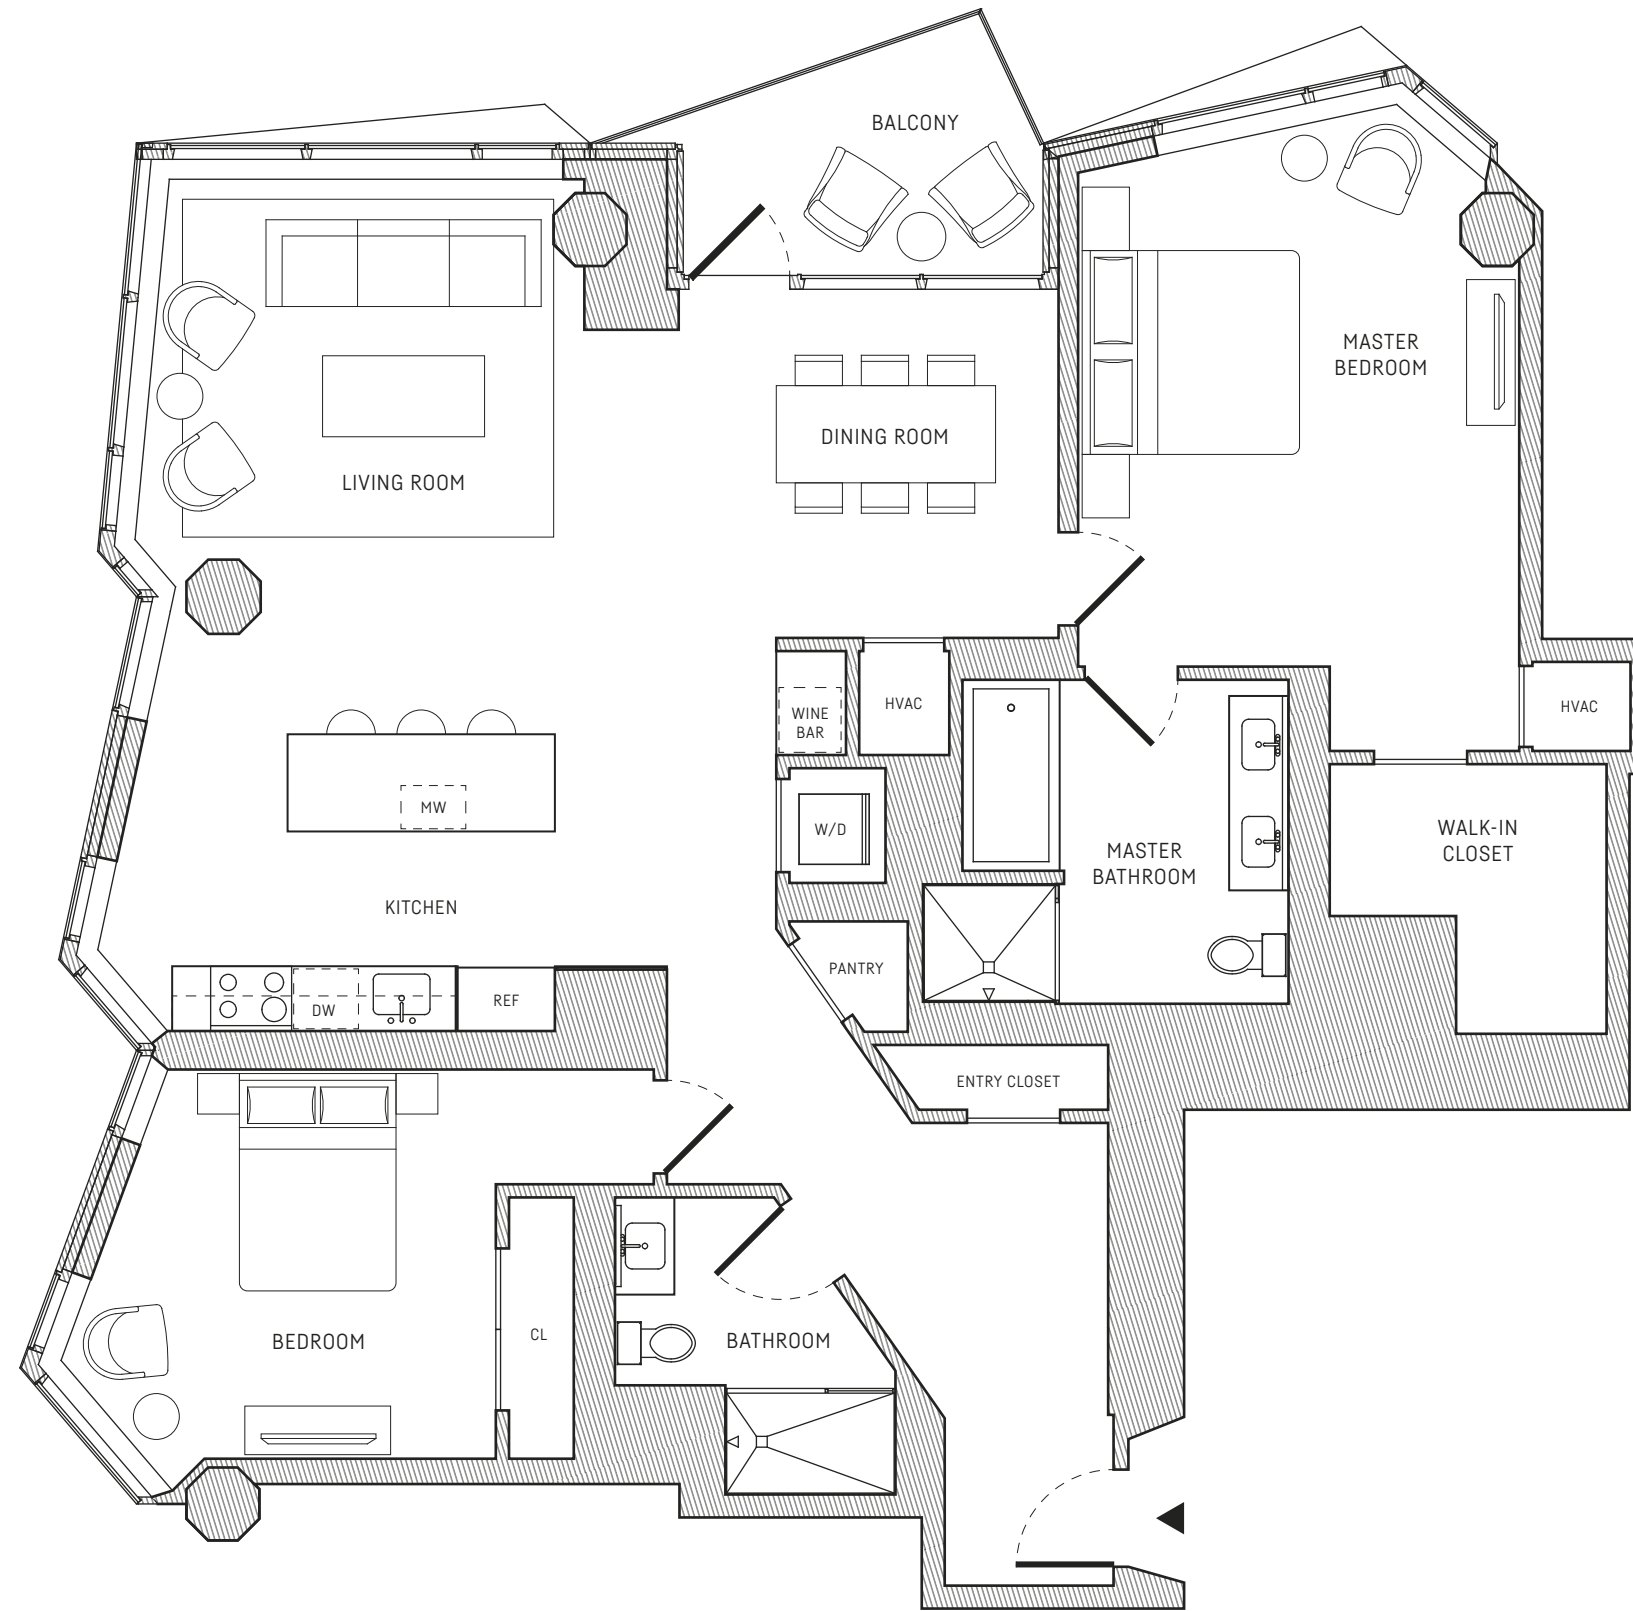 BALCONY
MASTER
BEDROOM
DINING ROOM
LIVING ROOM
WINE
BAR
HVAC
HVAC
MW
W/D
WALK-IN
CLOSET
MASTER
BATHROOM
KITCHEN
PANTRY
REF
DW
ENTRY CLOSET
CL
BEDROOM
BATHROOM